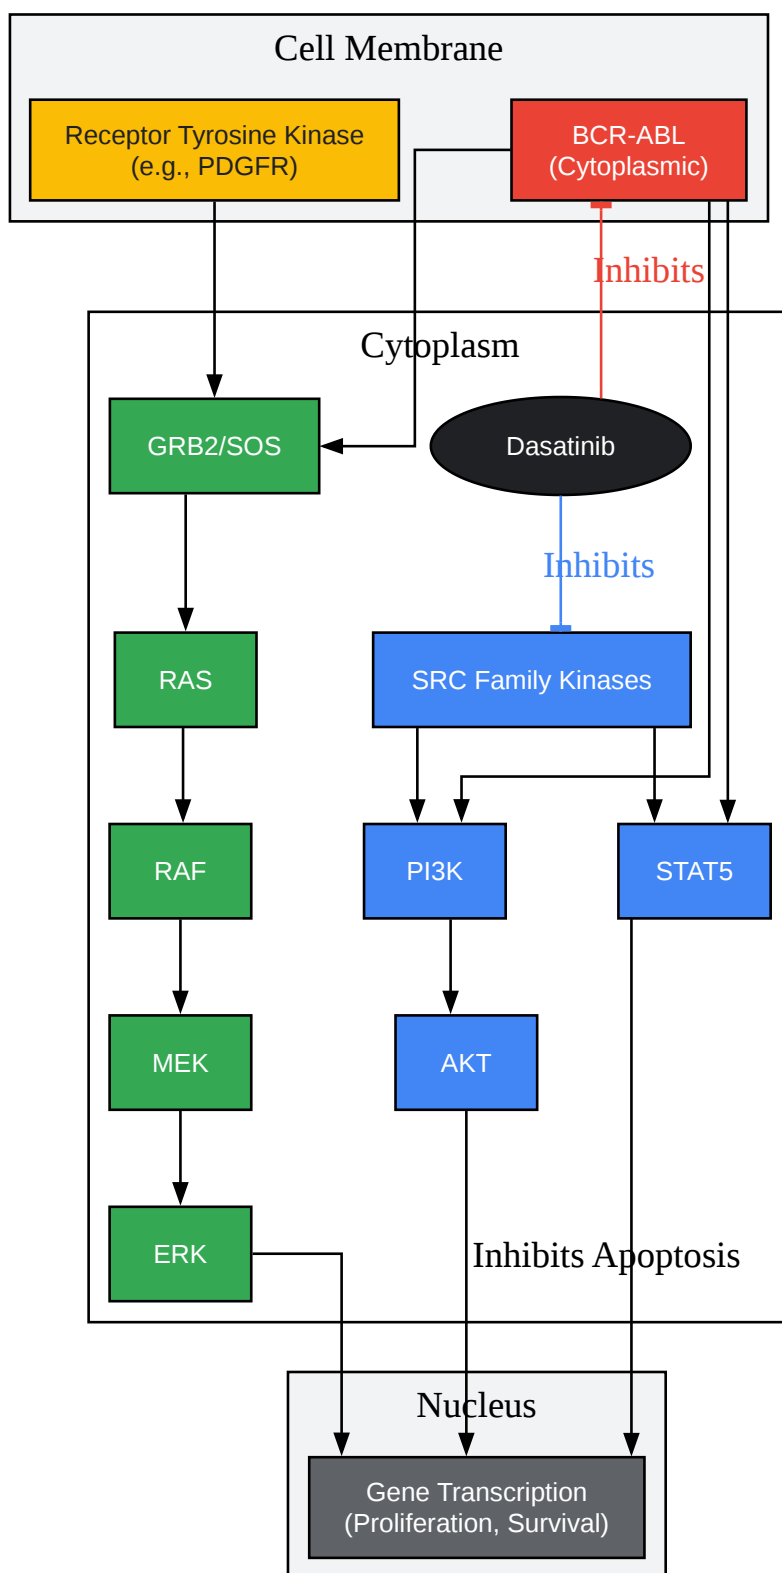 Cell Membrane
Receptor Tyrosine Kinase
(e.g., PDGFR)
BCR-ABL
(Cytoplasmic)
Inhibits
Cytoplasm
GRB2/SOS
Dasatinib
Inhibits
RAS
SRC Family Kinases
RAF
PI3K
STAT5
MEK
AKT
ERK
Inhibits Apoptosis
Nucleus
Gene Transcription
(Proliferation, Survival)